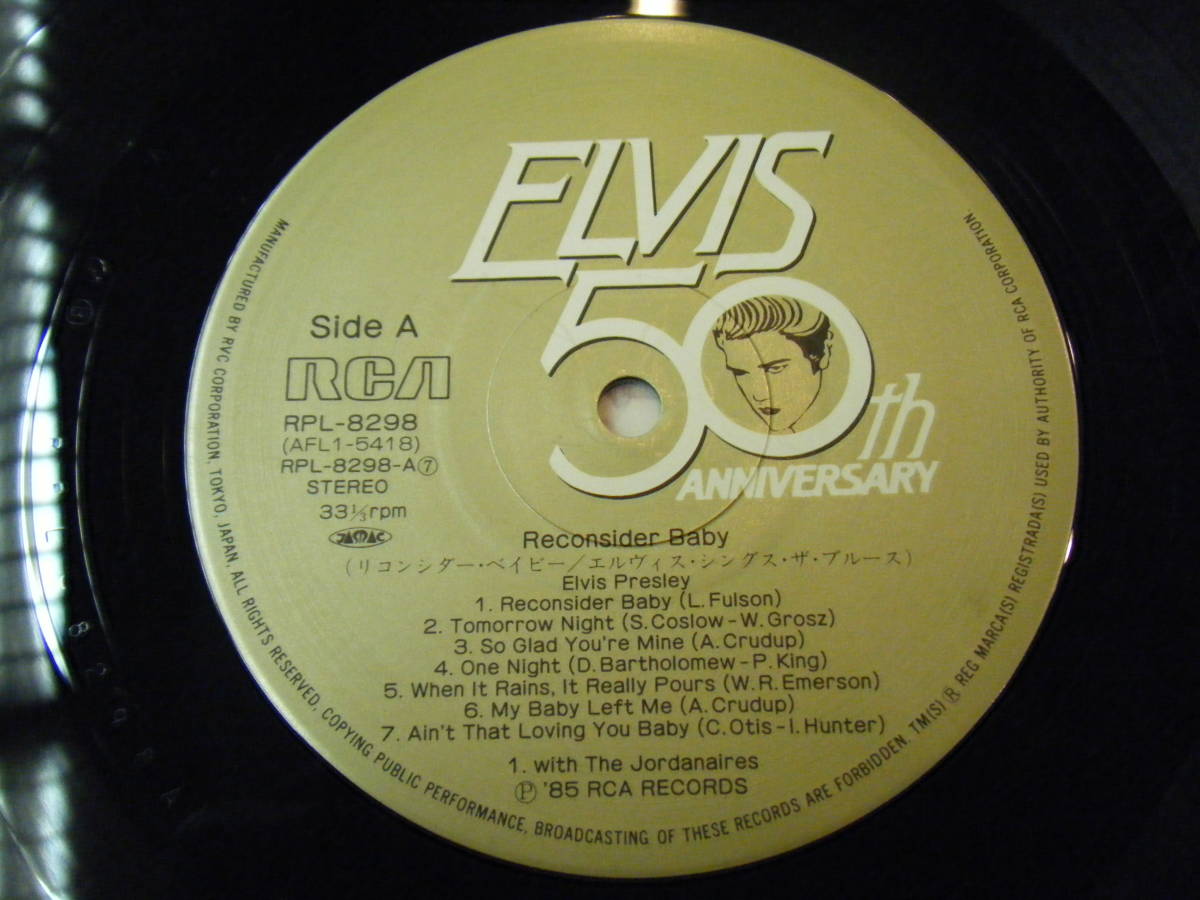 ELVIS
50th
ANNIVERSARY
Side A
RCA
RPL-8298
(AFL1-5418)
RPL-8298-A⑦
STEREO
33⅓rpm
Reconsider Baby
(リコンシダー・ベイビー/エルヴィス・シングス・ザ・ブルース)
Elvis Presley
1. Reconsider Baby (L. Fulson)
2. Tomorrow Night (S. Coslow-W. Grosz)
3. So Glad You're Mine (A. Crudup)
4. One Night (D. Bartholomew-P. King)
5. When It Rains, It Really Pours (W. R. Emerson)
6. My Baby Left Me (A. Crudup)
7. Ain't That Loving You Baby (C. Otis-I. Hunter)
1. with The Jordanaires
Ⓟ '85 RCA RECORDS
MANUFACTURED BY RVC CORPORATION, TOKYO, JAPAN. ALL RIGHTS RESERVED. COPYING PUBLIC PERFORMANCE, BROADCASTING OF THESE RECORDS ARE FORBIDDEN. TM(S) ® REG MARCA(S) REGISTRADA(S) USED BY AUTHORITY OF RCA CORPORATION.